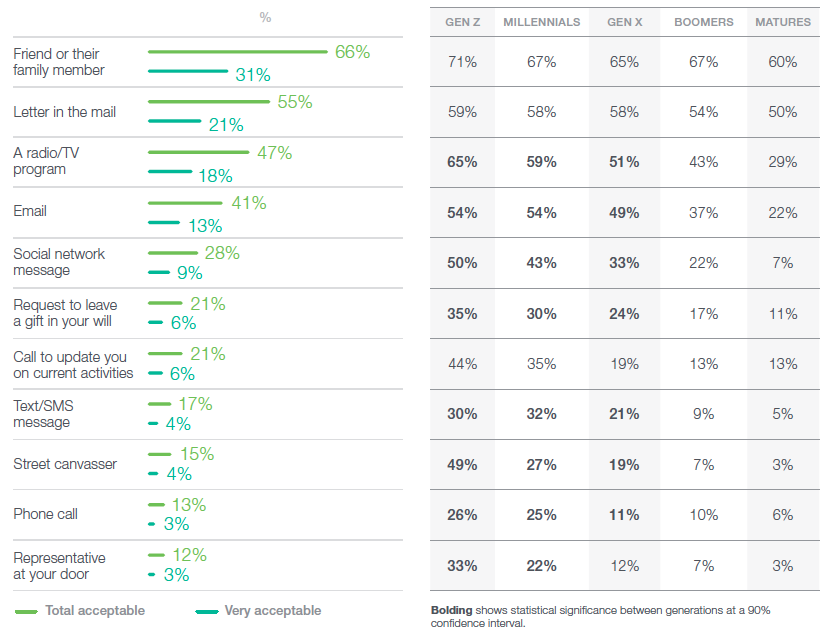 %
GEN Z MILLENNIALS GEN X BOOMERS MATURES
Friend or their
family member
66%
31%
71% 67% 65% 67% 60%
Letter in the mail
55%
21%
59% 58% 58% 54% 50%
A radio/TV
program
47%
18%
65% 59% 51% 43% 29%
Email
41%
13%
54% 54% 49% 37% 22%
Social network
message
28%
9%
50% 43% 33% 22% 7%
Request to leave
a gift in your will
21%
6%
35% 30% 24% 17% 11%
Call to update you
on current activities
21%
6%
44% 35% 19% 13% 13%
Text/SMS
message
17%
4%
30% 32% 21% 9% 5%
Street canvasser
15%
4%
49% 27% 19% 7% 3%
Phone call
13%
3%
26% 25% 11% 10% 6%
Representative
at your door
12%
3%
33% 22% 12% 7% 3%
Total acceptable Very acceptable
Bolding shows statistical significance between generations at a 90%
confidence interval.